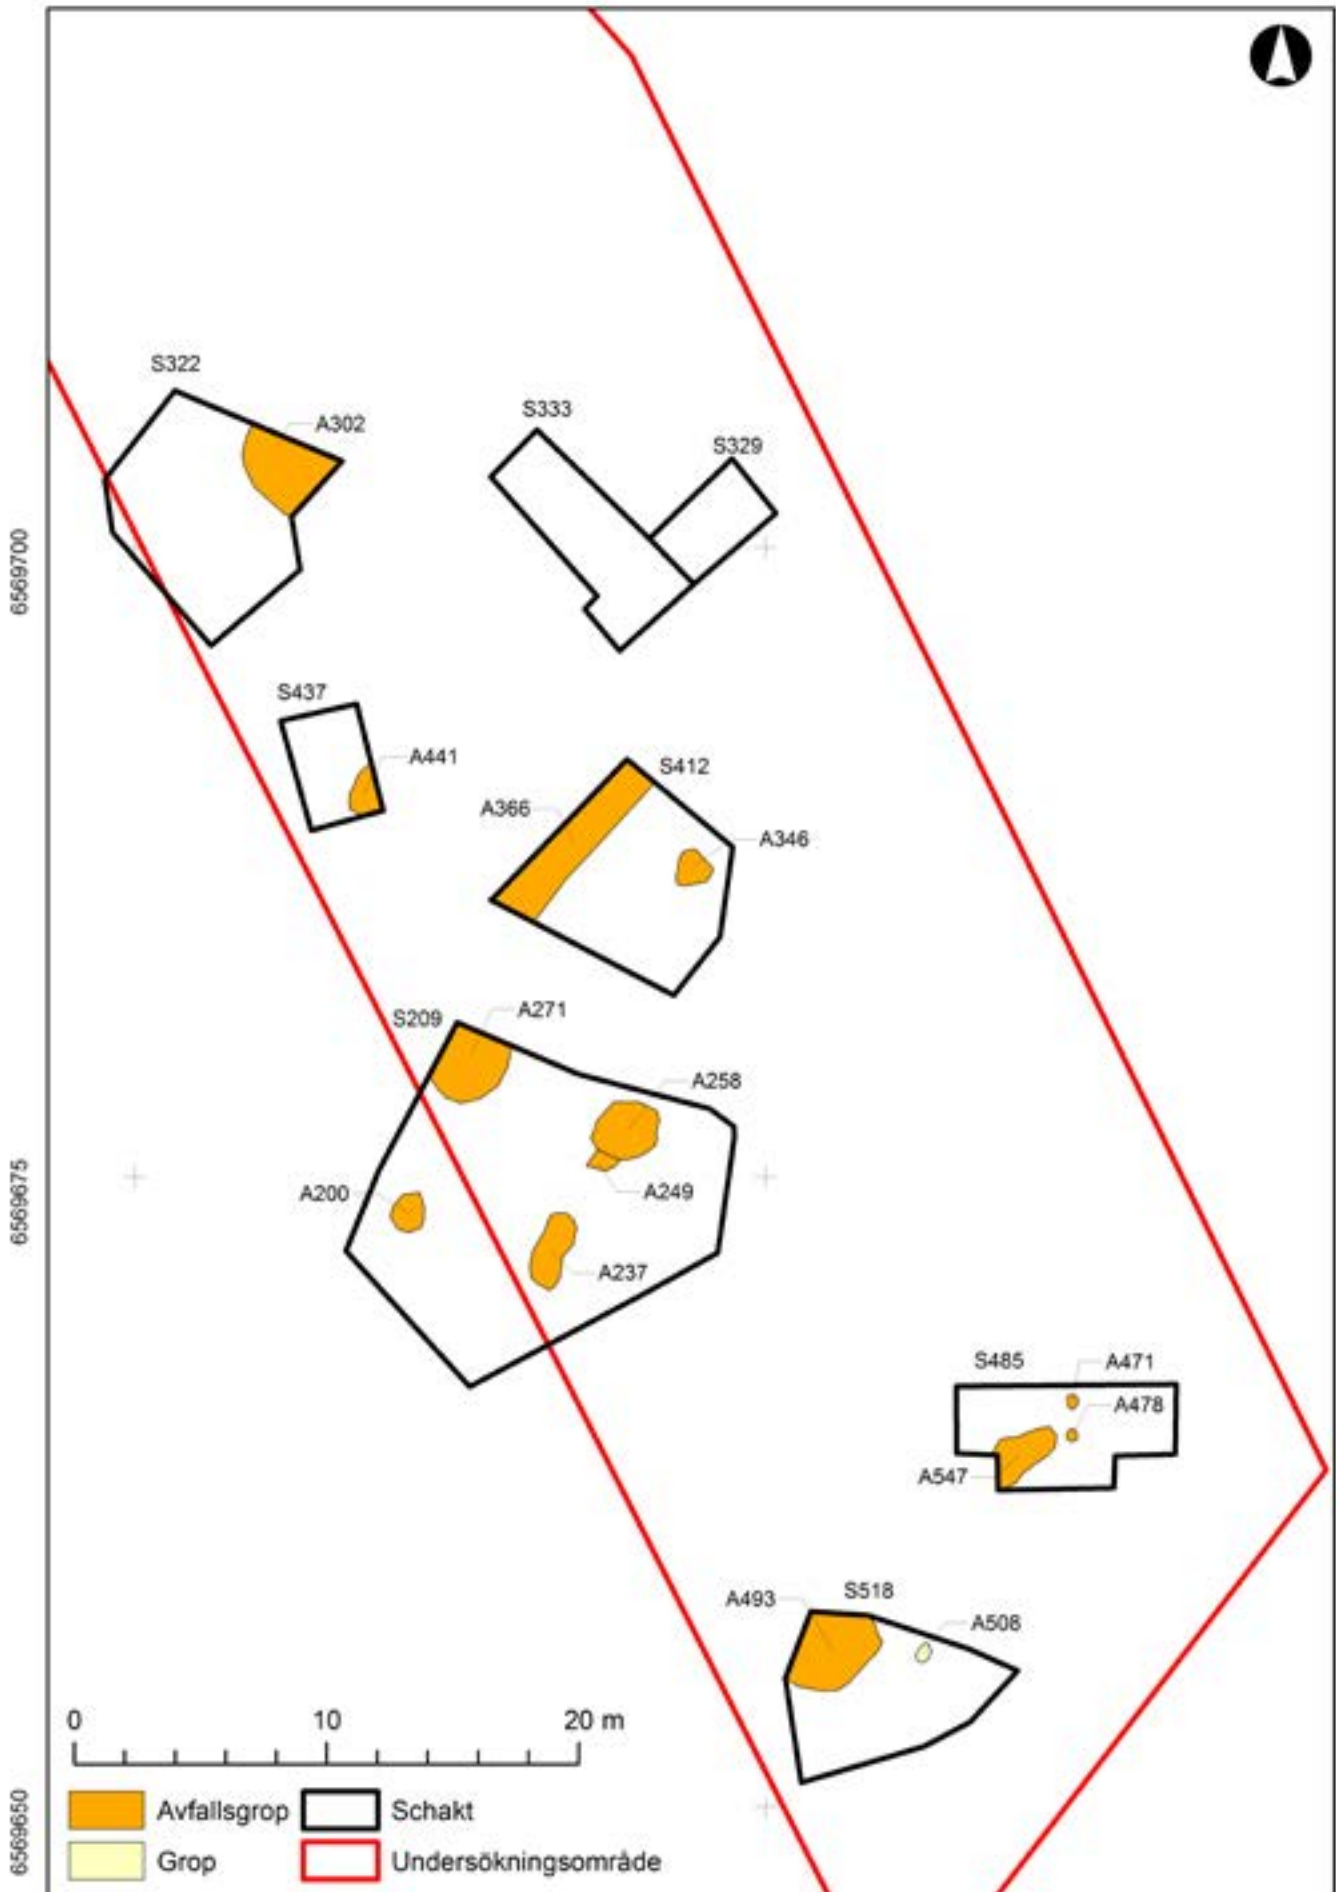 S322
A302
S333
S329
6569700
S437
A441
S412
A366
A346
S209
A271
A258
A200
A249
A237
6569675
S485
A471
A478
A547
A493
S518
A508
0 10 20 m
Avfallsgrop Schakt
Grop Undersökningsområde
6569650